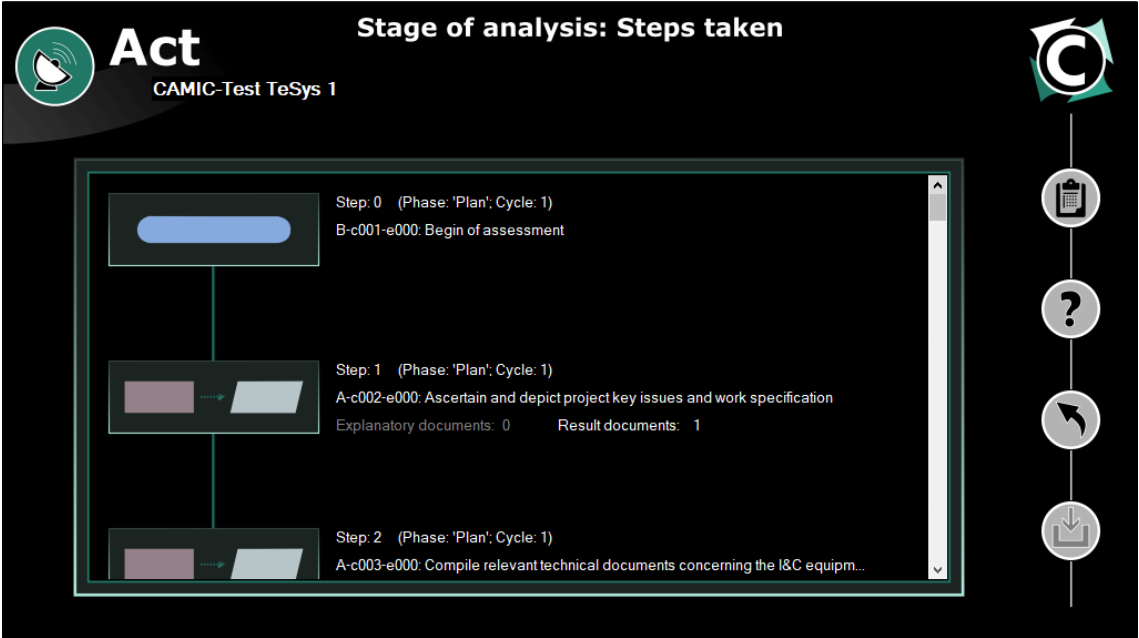 Act
Stage of analysis: Steps taken
CAMIC-Test TeSys 1
C
Step: 0 (Phase: 'Plan'; Cycle: 1)
B-c001-e000: Begin of assessment
Step: 1 (Phase: 'Plan'; Cycle: 1)
A-c002-e000: Ascertain and depict project key issues and work specification
Explanatory documents: 0 Result documents: 1
Step: 2 (Phase: 'Plan'; Cycle: 1)
A-c003-e000: Compile relevant technical documents concerning the I&C equipm...
?